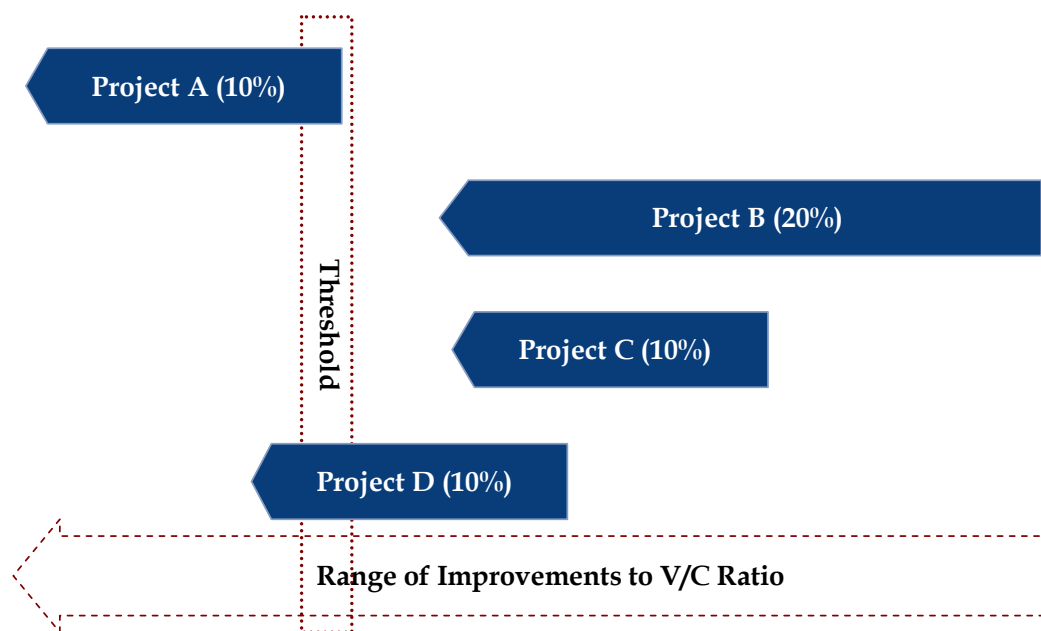 Project A (10%)
Project B (20%)
Threshold
Project C (10%)
Project D (10%)
Range of Improvements to V/C Ratio